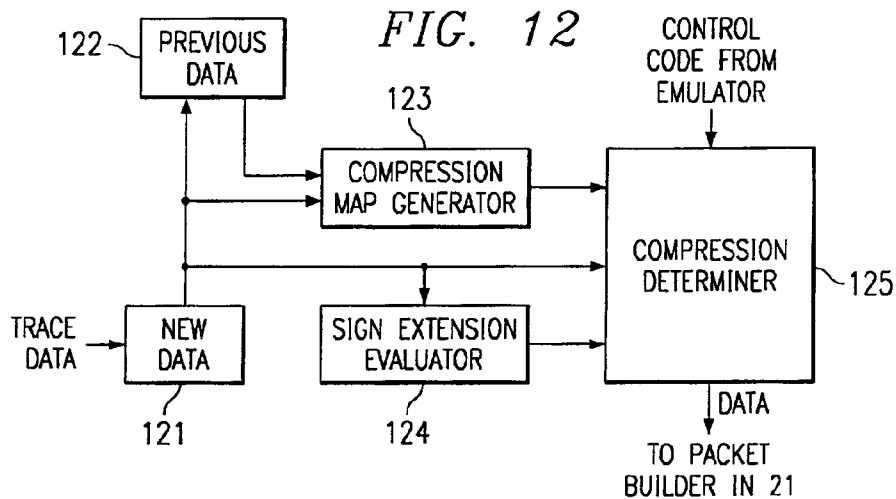 FIG. 12
122
PREVIOUS
DATA
CONTROL
CODE FROM
EMULATOR
123
COMPRESSION
MAP GENERATOR
COMPRESSION
DETERMINER
125
TRACE
DATA
NEW
DATA
121
SIGN EXTENSION
EVALUATOR
124
DATA
TO PACKET
BUILDER IN 21